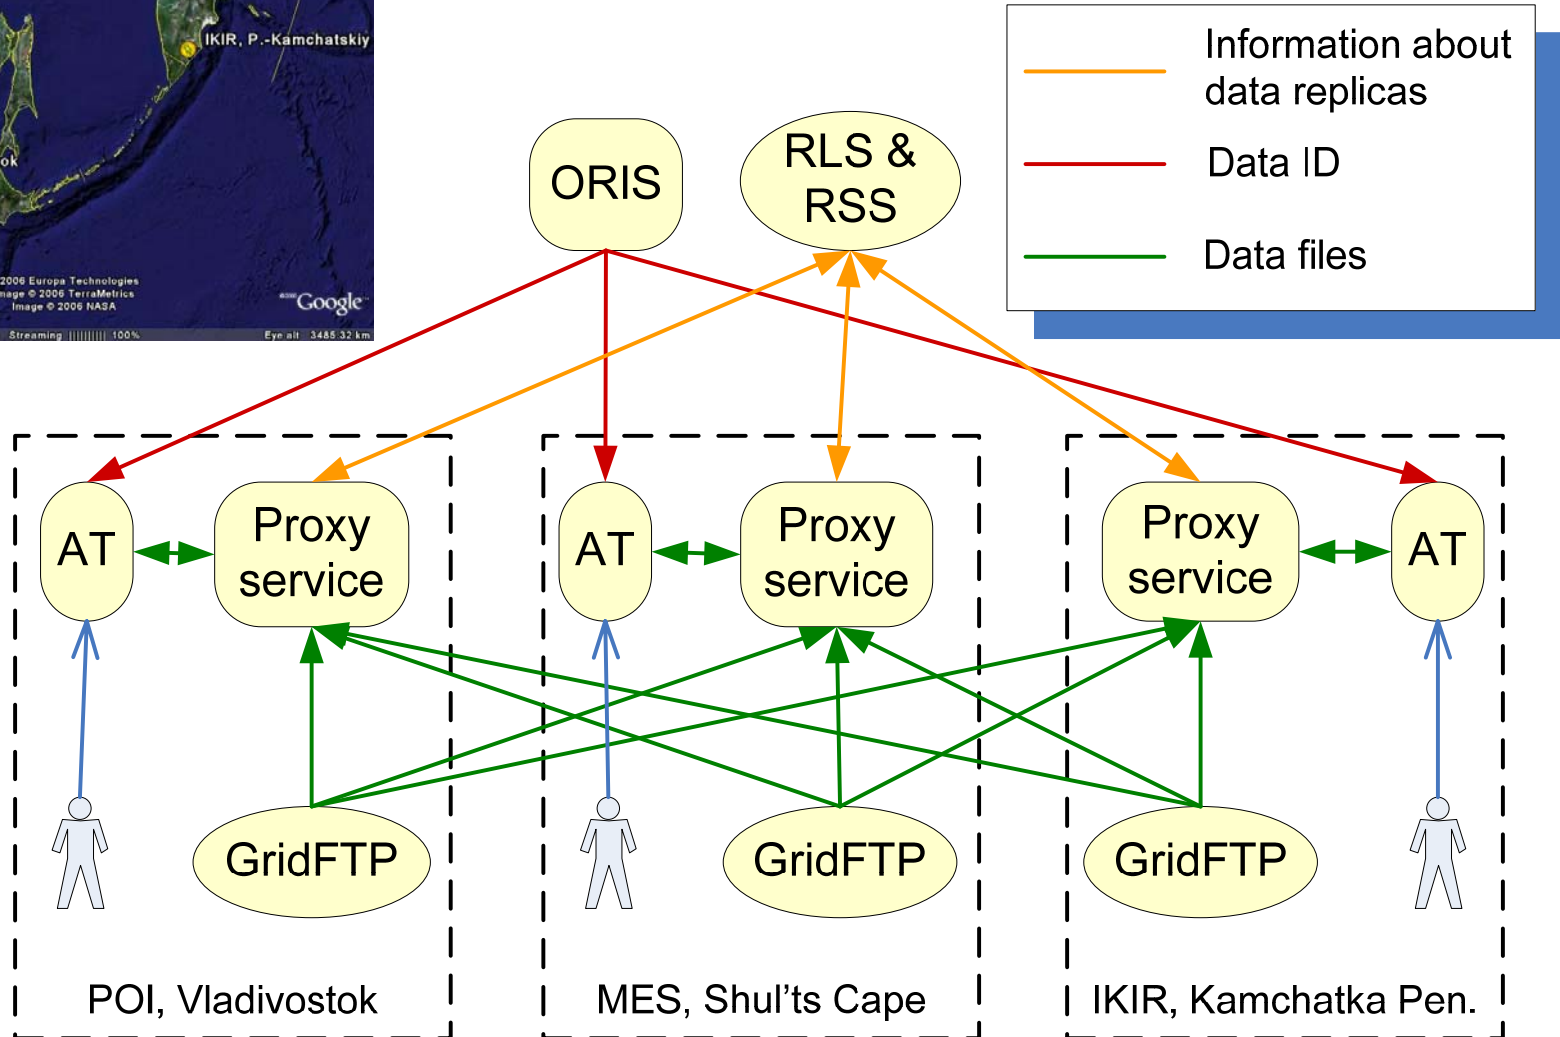 IKIR, P.-Kamchatskiy
ok
2006 Europa Technologies
mage © 2006 TerraMetrics
Image © 2006 NASA
Google
Streaming |||||||||| 100%
Eye alt 3485.32 km
Information about
data replicas
Data ID
Data files
ORIS
RLS &
RSS
AT
Proxy
service
AT
Proxy
service
Proxy
service
AT
GridFTP
GridFTP
GridFTP
POI, Vladivostok
MES, Shul’ts Cape
IKIR, Kamchatka Pen.